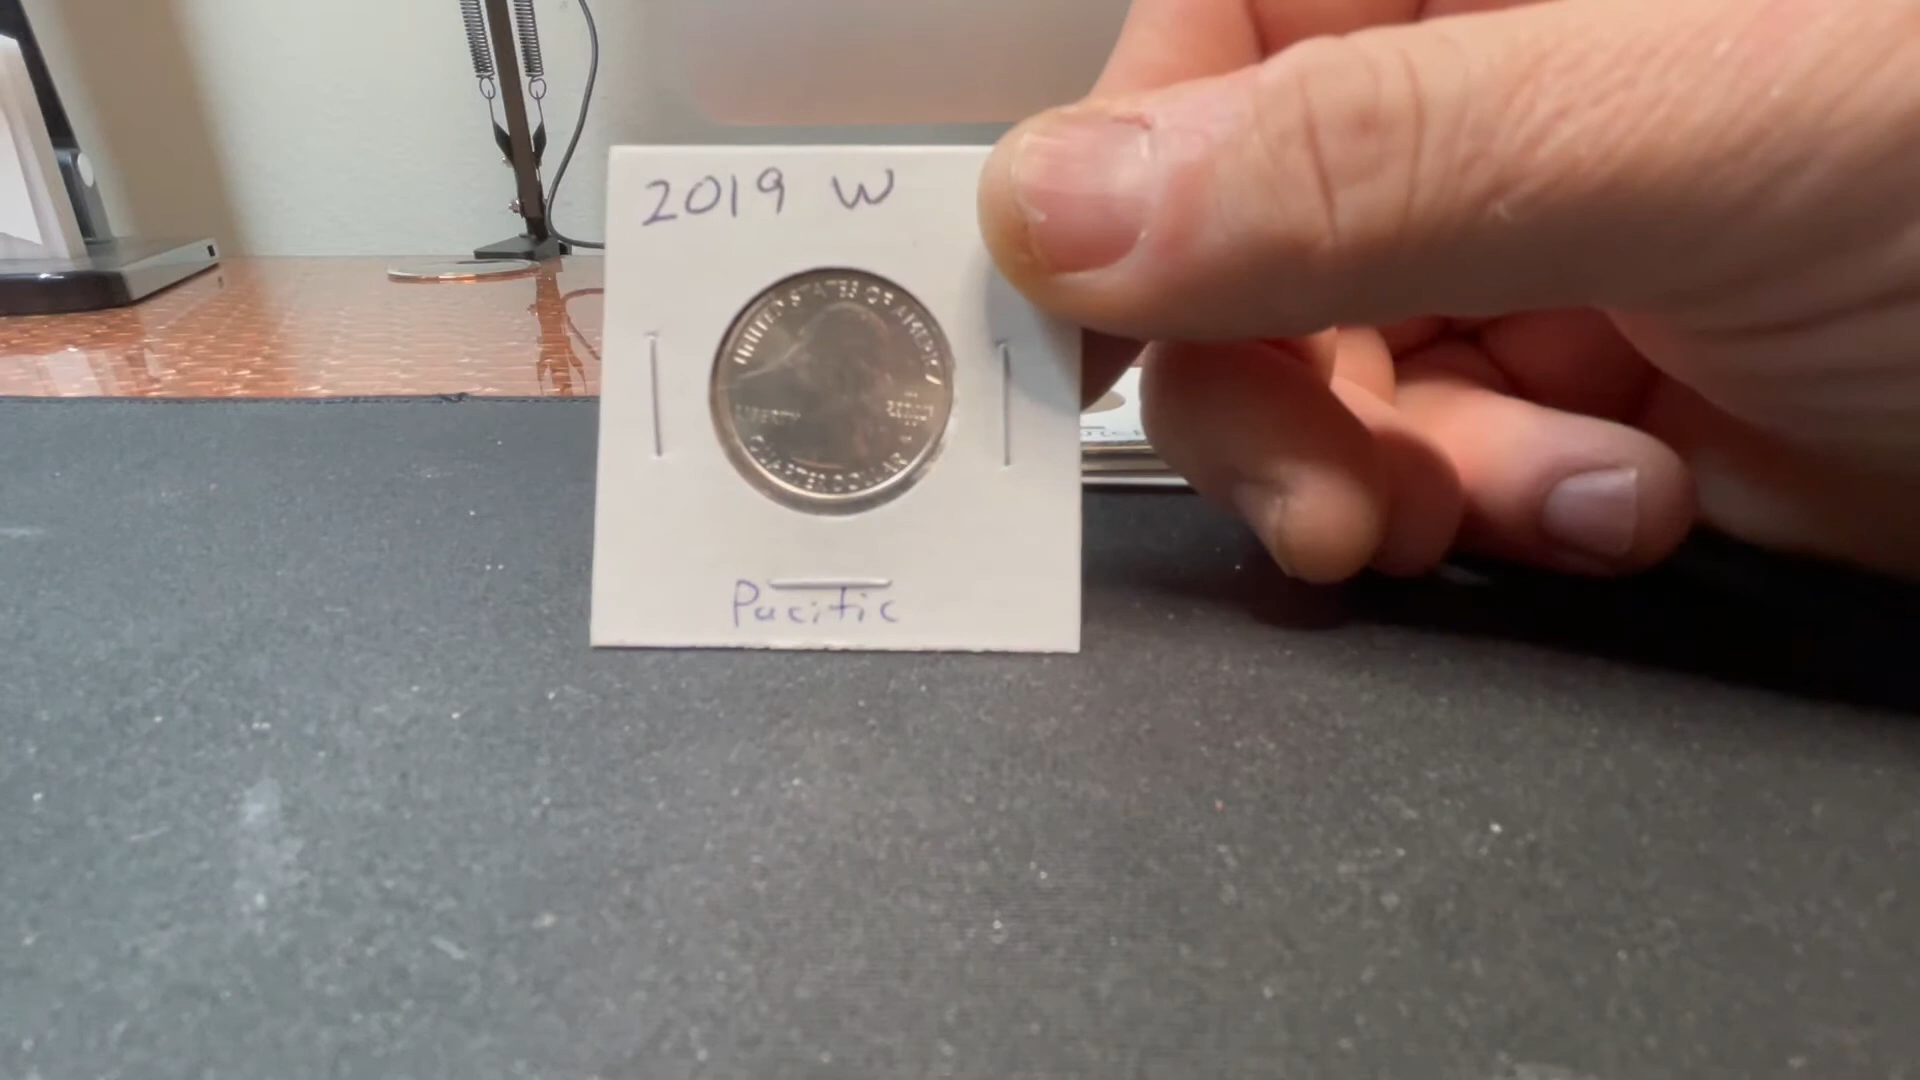 2019 W
UNITED STATES OF AMERICA
LIBERTY
QUARTER DOLLAR
Pacific